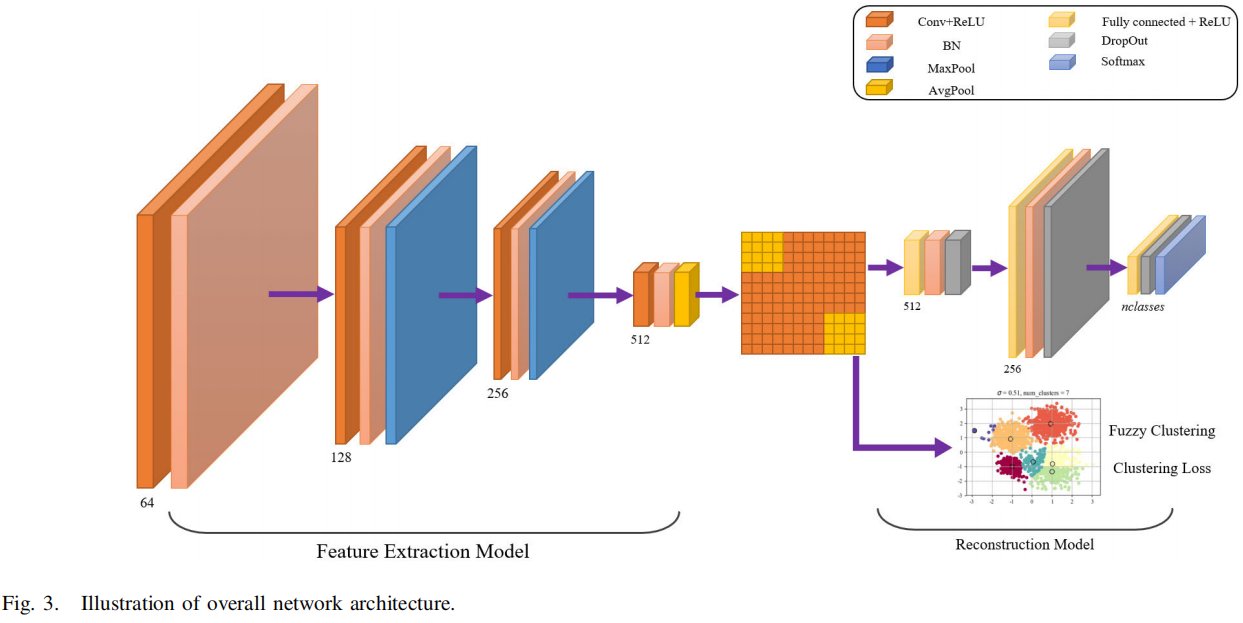 Conv+ReLU
BN
MaxPool
AvgPool
Fully connected + ReLU
DropOut
Softmax
64
128
256
512
512
256
nclasses
σ = 0.51, num_clusters = 7
3
2
1
0
-1
-2
-3
-3 -2 -1 0 1 2 3
Fuzzy Clustering
Clustering Loss
Feature Extraction Model
Reconstruction Model
Fig. 3. Illustration of overall network architecture.